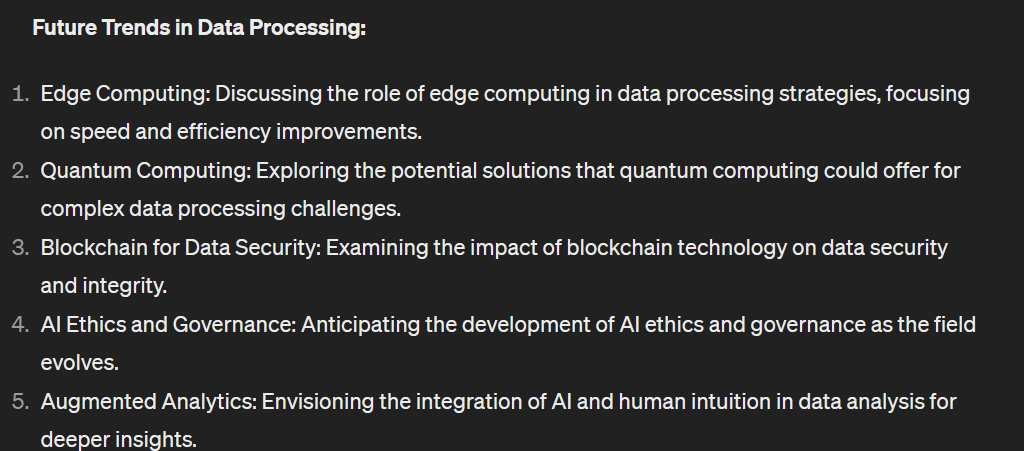 Future Trends in Data Processing:
1. Edge Computing: Discussing the role of edge computing in data processing strategies, focusing
on speed and efficiency improvements.
2. Quantum Computing: Exploring the potential solutions that quantum computing could offer for
complex data processing challenges.
3. Blockchain for Data Security: Examining the impact of blockchain technology on data security
and integrity.
4. AI Ethics and Governance: Anticipating the development of AI ethics and governance as the field
evolves.
5. Augmented Analytics: Envisioning the integration of AI and human intuition in data analysis for
deeper insights.